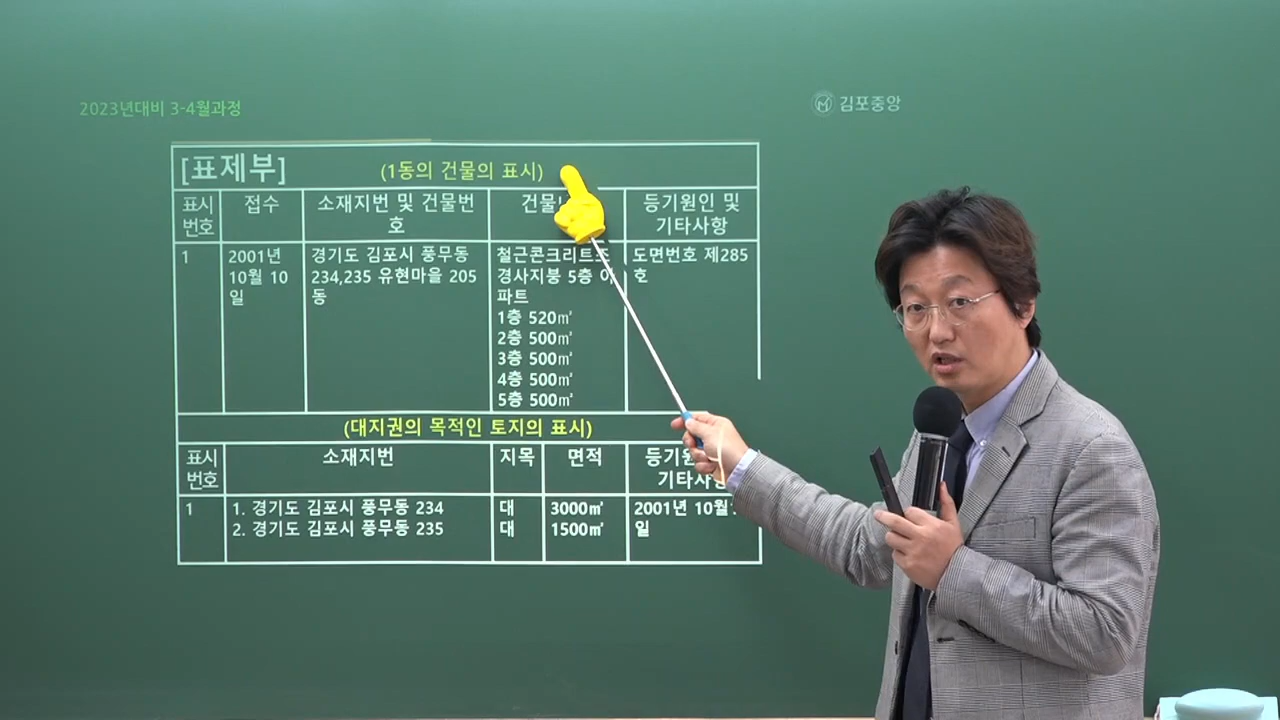 2023년대비 3-4월과정
김포중앙
[표제부] (1동의 건물의 표시)
표시
번호
접수
소재지번 및 건물번
호
등기원인 및
기타사항
1
2001년
10월 10
일
경기도 김포시 풍무동
234,235 유현마을 205
동
철근콘크리트조
경사지붕 5층
파트
1층 520㎡
2층 500㎡
3층 500㎡
4층 500㎡
5층 500㎡
도면번호 제285
호
(대지권의 목적인 토지의 표시)
표시
번호
소재지번
지목
면적
기타사항
1
1. 경기도 김포시 풍무동 234
2. 경기도 김포시 풍무동 235
대
대
3000㎡
1500㎡
2001년 10월
일